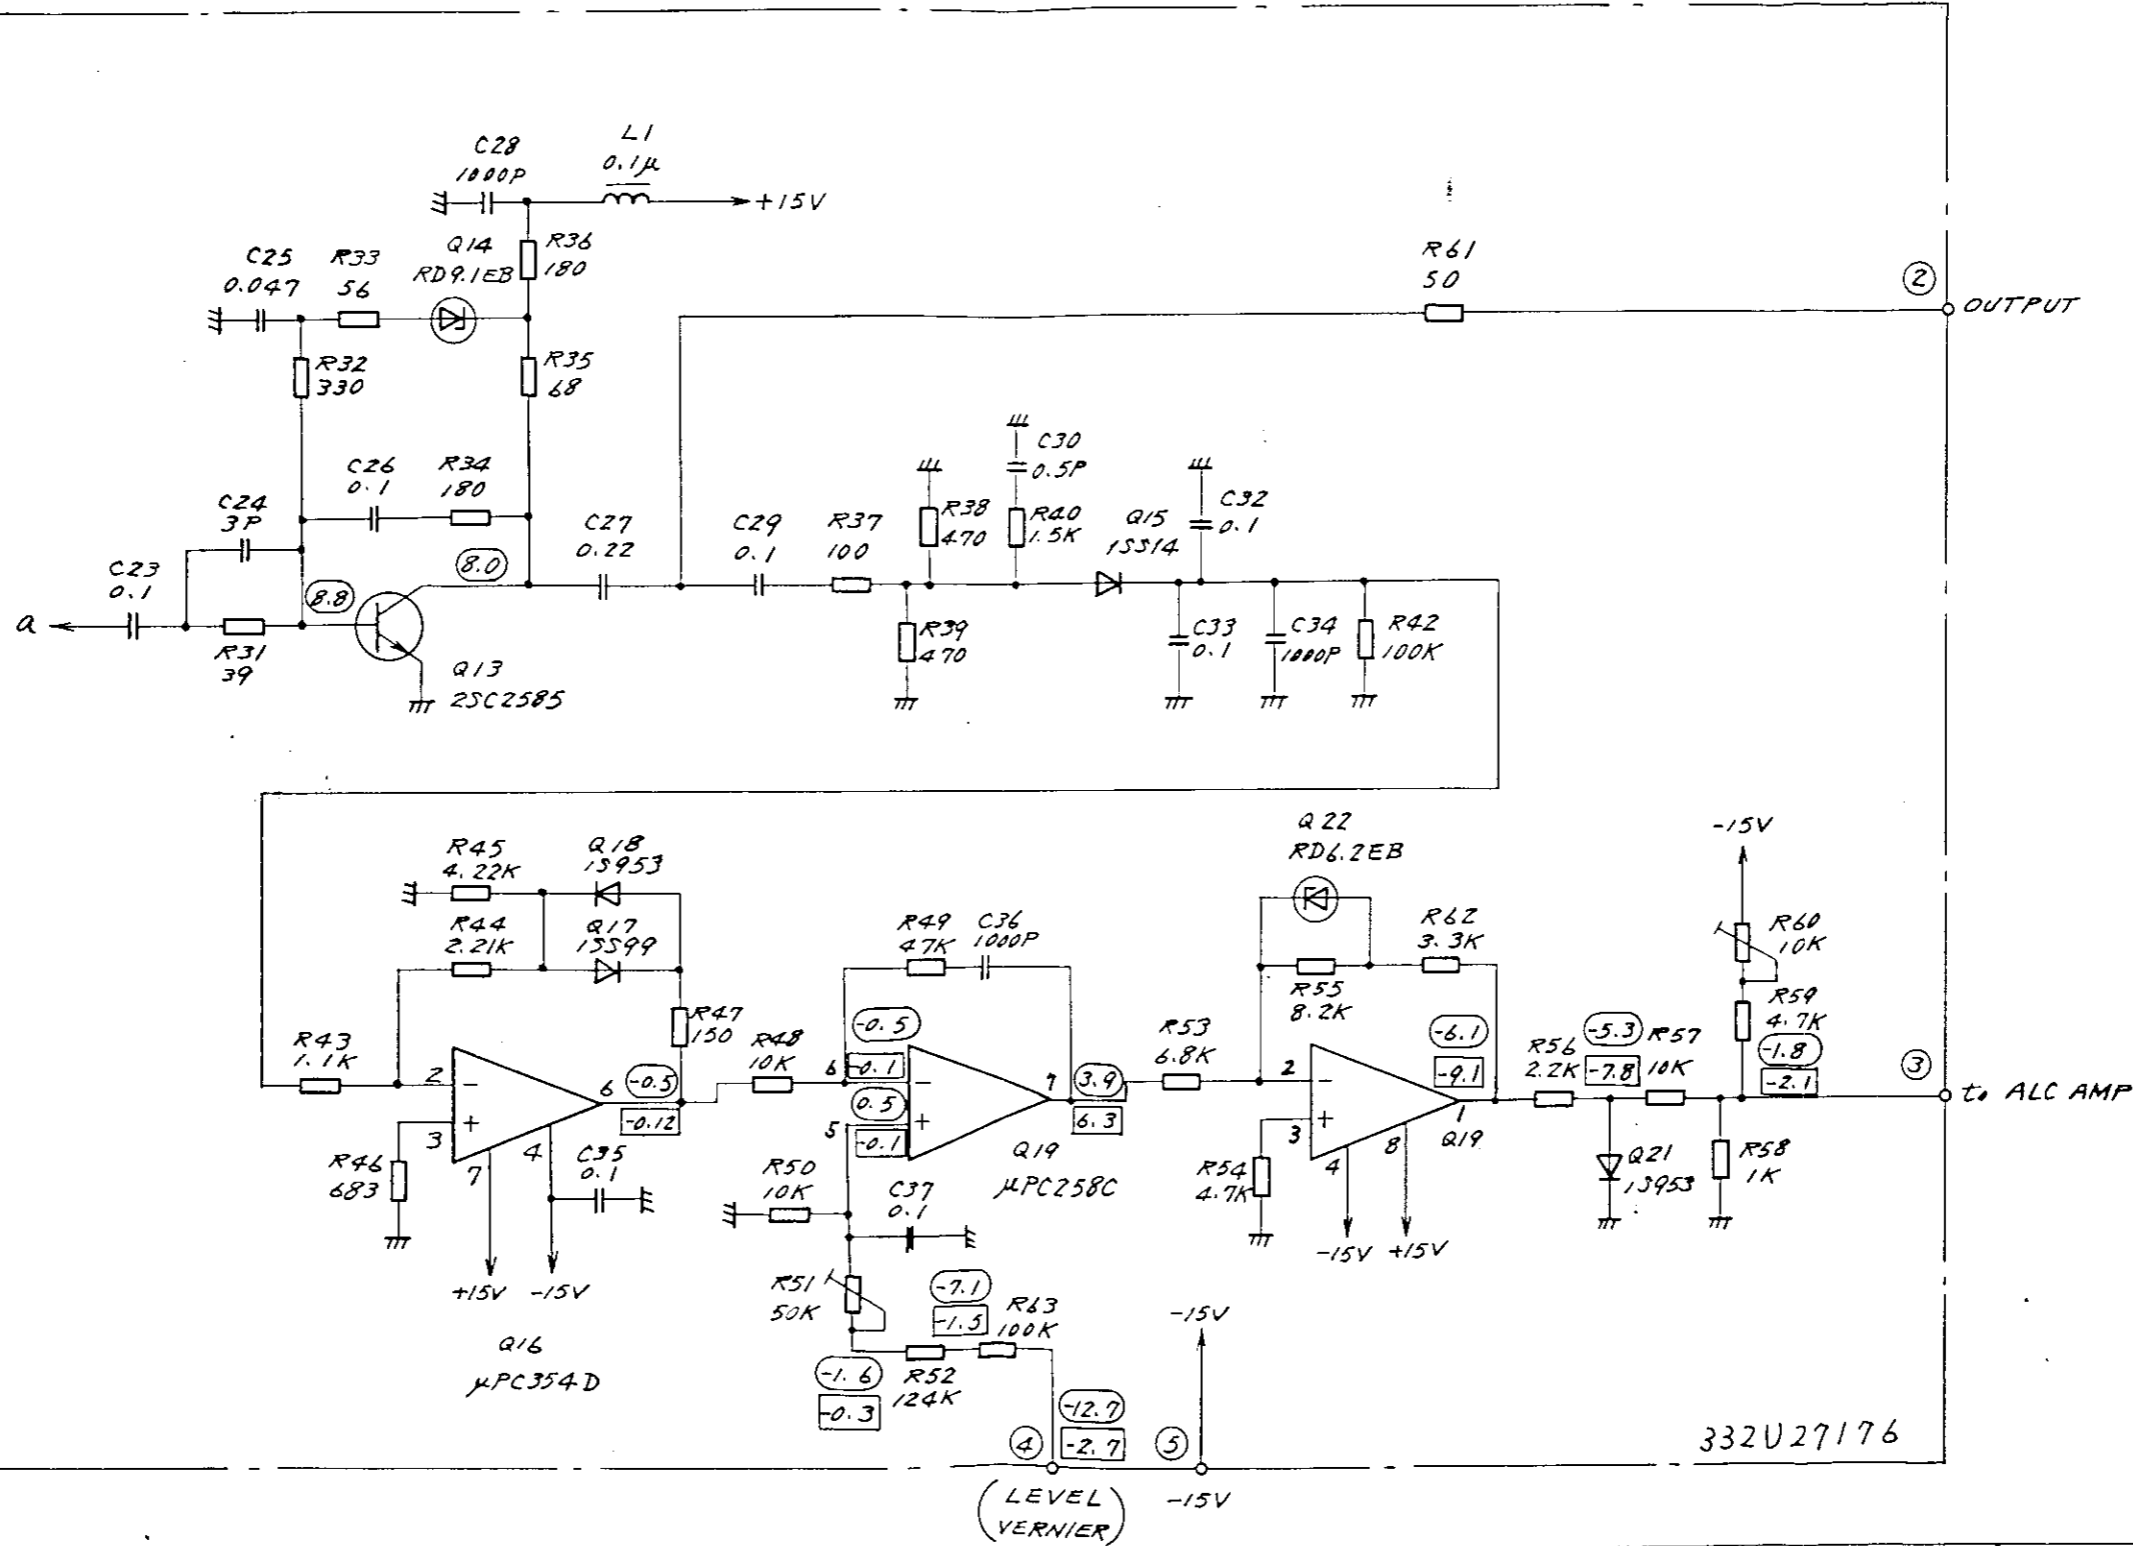 L1
0.1μ
C28
1000P
+15V
Q14
RD9.1EB
R36
180
C25
0.047
R33
56
R61
50
2
OUTPUT
R32
330
R35
68
C30
0.5P
C26
0.1
R34
180
C24
3P
C27
0.22
C29
0.1
R37
100
R38
470
R40
1.5K
Q15
1SS14
C32
0.1
8.0
C23
0.1
8.8
a
R31
39
Q13
2SC2585
R39
470
C33
0.1
C34
1000P
R42
100K
R45
4.22K
Q18
1S953
Q22
RD6.2EB
-15V
R44
2.21K
Q17
1SS99
R49
47K
C36
1000P
R62
3.3K
R60
10K
R55
8.2K
R59
4.7K
R43
1.1K
R47
150
R48
10K
-0.5
-0.1
R53
6.8K
-6.1
-9.1
R56
2.2K
-5.3
-7.8
R57
10K
-1.8
-2.1
3
to ALC AMP
2
-
6
-0.5
-0.12
6
-
0.5
-0.1
7
3.9
6.3
2
-
1
Q19
+
3
7
4
5
+
+
3
4
8
R46
683
C35
0.1
R50
10K
C37
0.1
Q19
μPC258C
R54
4.7K
Q21
1S953
R58
1K
+15V
-15V
-15V
+15V
R51
50K
-7.1
-1.5
R63
100K
-15V
Q16
μPC354D
-1.6
-0.3
R52
124K
4
-12.7
-2.7
5
332U27176
(LEVEL
VERNIER)
-15V